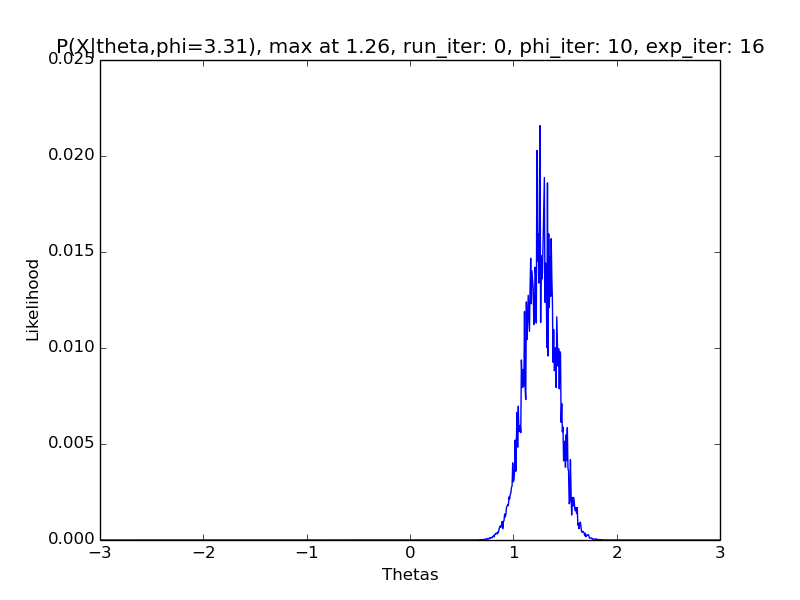 P(X|theta,phi=3.31), max at 1.26, run_iter: 0, phi_iter: 10, exp_iter: 16
0.025
0.020
0.015
0.010
0.005
0.000
Likelihood
−3 −2 −1 0 1 2 3
Thetas